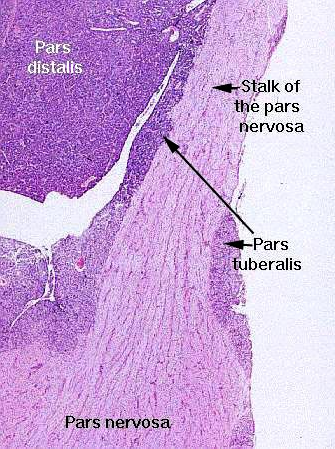 Pars
distalis
Stalk of
the pars
nervosa
Pars
tuberalis
Pars nervosa